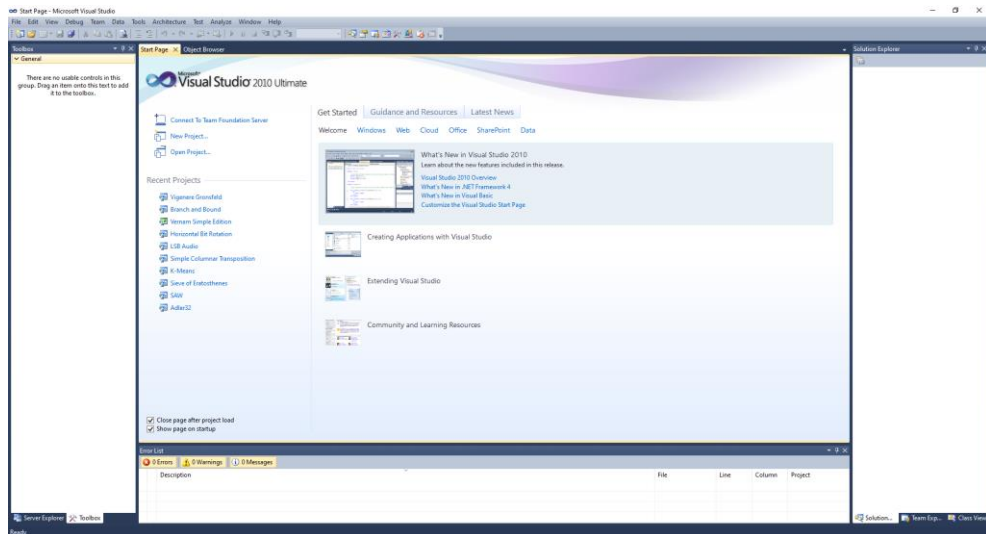 Start Page - Microsoft Visual Studio
File Edit View Debug Team Data Tools Architecture Test Analyze Window Help
Toolbox
General
There are no usable controls in this
group. Drag an item onto this text to add
it to the toolbox.
Start Page Object Browser
Microsoft
Visual Studio 2010 Ultimate
Connect To Team Foundation Server
New Project...
Open Project...
Recent Projects
Vigenere Gronsfeld
Branch and Bound
Vernam Simple Edition
Horizontal Bit Rotation
LSB Audio
Simple Columnar Transposition
K-Means
Sieve of Eratosthenes
SAW
Adler32
Close page after project load
Show page on startup
Get Started Guidance and Resources Latest News
Welcome Windows Web Cloud Office SharePoint Data
What's New in Visual Studio 2010
Learn about the new features included in this release.
Visual Studio 2010 Overview
What's New in .NET Framework 4
What's New in Visual Basic
Customize the Visual Studio Start Page
Creating Applications with Visual Studio
Extending Visual Studio
Community and Learning Resources
Solution Explorer
Error List
0 Errors 0 Warnings 0 Messages
Description File Line Column Project
Server Explorer Toolbox
Solution... Team Exp... Class View
Ready